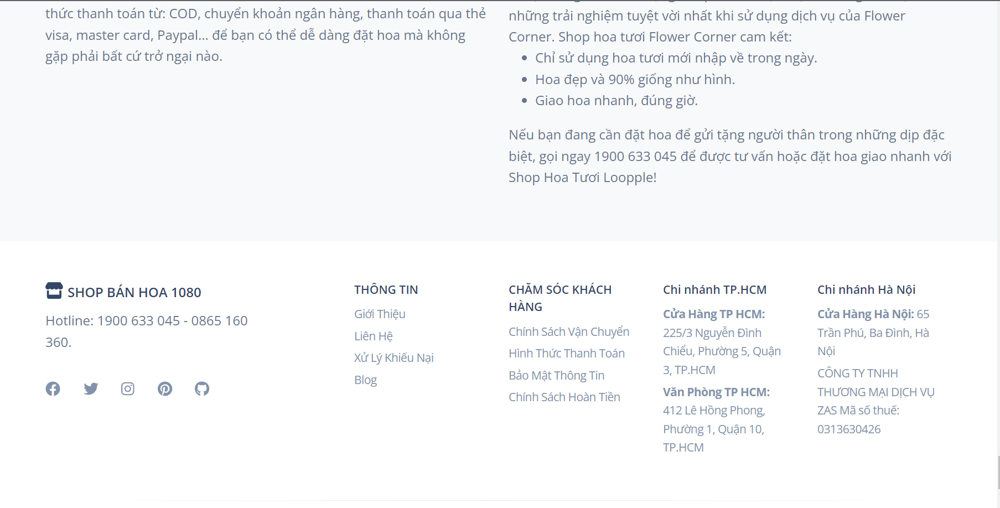 thức thanh toán từ: COD, chuyển khoản ngân hàng, thanh toán qua thẻ
visa, master card, Paypal... để bạn có thể dễ dàng đặt hoa mà không
gặp phải bất cứ trở ngại nào.
những trải nghiệm tuyệt vời nhất khi sử dụng dịch vụ của Flower
Corner. Shop hoa tươi Flower Corner cam kết:
• Chỉ sử dụng hoa tươi mới nhập về trong ngày.
• Hoa đẹp và 90% giống như hình.
• Giao hoa nhanh, đúng giờ.
Nếu bạn đang cần đặt hoa để gửi tặng người thân trong những dịp đặc
biệt, gọi ngay 1900 633 045 để được tư vấn hoặc đặt hoa giao nhanh với
Shop Hoa Tươi Loopple!
SHOP BÁN HOA 1080
Hotline: 1900 633 045 - 0865 160
360.
THÔNG TIN
Giới Thiệu
Liên Hệ
Xử Lý Khiếu Nại
Blog
CHĂM SÓC KHÁCH
HÀNG
Chính Sách Vận Chuyển
Hình Thức Thanh Toán
Bảo Mật Thông Tin
Chính Sách Hoàn Tiền
Chi nhánh TP.HCM
Cửa Hàng TP HCM:
225/3 Nguyễn Đình
Chiểu, Phường 5, Quận
3, TP.HCM
Văn Phòng TP HCM:
412 Lê Hồng Phong,
Phường 1, Quận 10,
TP.HCM
Chi nhánh Hà Nội
Cửa Hàng Hà Nội: 65
Trần Phú, Ba Đình, Hà
Nội
CÔNG TY TNHH
THƯƠNG MẠI DỊCH VỤ
ZAS Mã số thuế:
0313630426